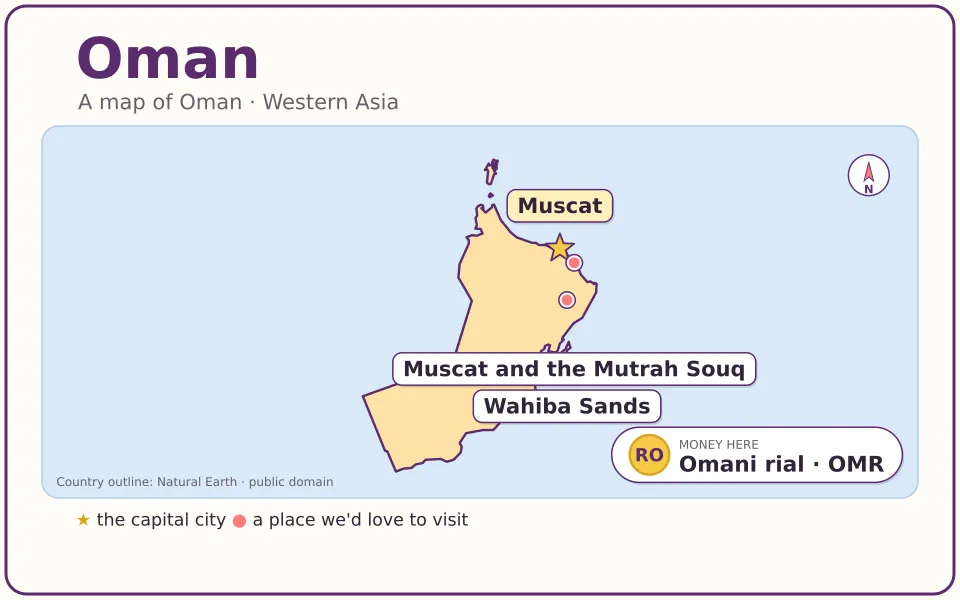 Oman
A map of Oman · Western Asia
N
Muscat
Muscat and the Mutrah Souq
Wahiba Sands
RO
MONEY HERE
Omani rial · OMR
Country outline: Natural Earth · public domain
★ the capital city ● a place we'd love to visit